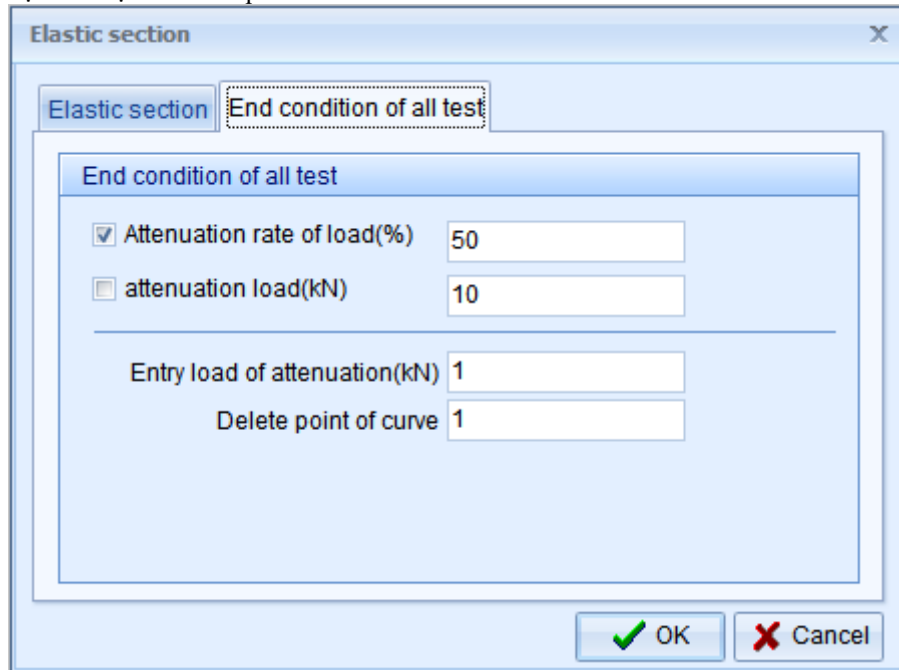 Elastic section
Elastic section End condition of all test
End condition of all test
Attenuation rate of load(%) 50
attenuation load(kN) 10
Entry load of attenuation(kN) 1
Delete point of curve 1
OK Cancel